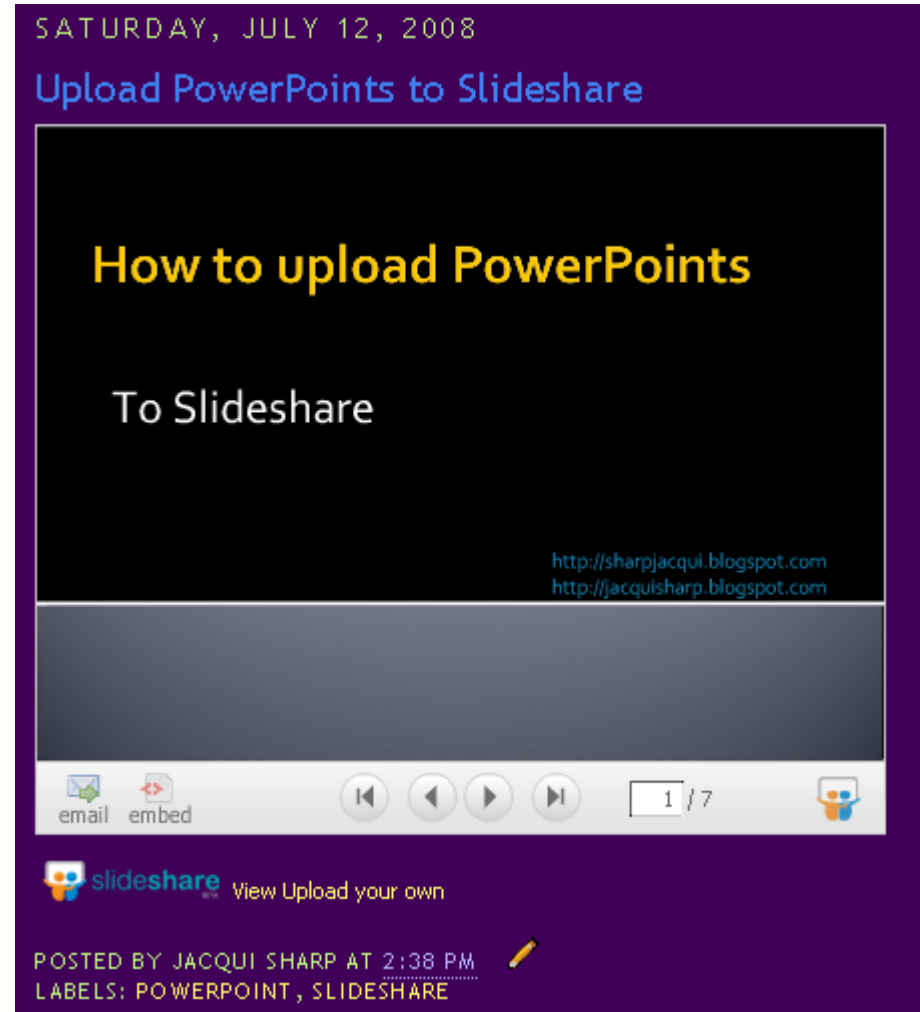 SATURDAY, JULY 12, 2008
Upload PowerPoints to Slideshare
How to upload PowerPoints
To Slideshare
http://sharpjacqui.blogspot.com
http://jacquisharp.blogspot.com
email embed 1 / 7
slideshare BETA View Upload your own
POSTED BY JACQUI SHARP AT 2:38 PM
LABELS: POWERPOINT, SLIDESHARE